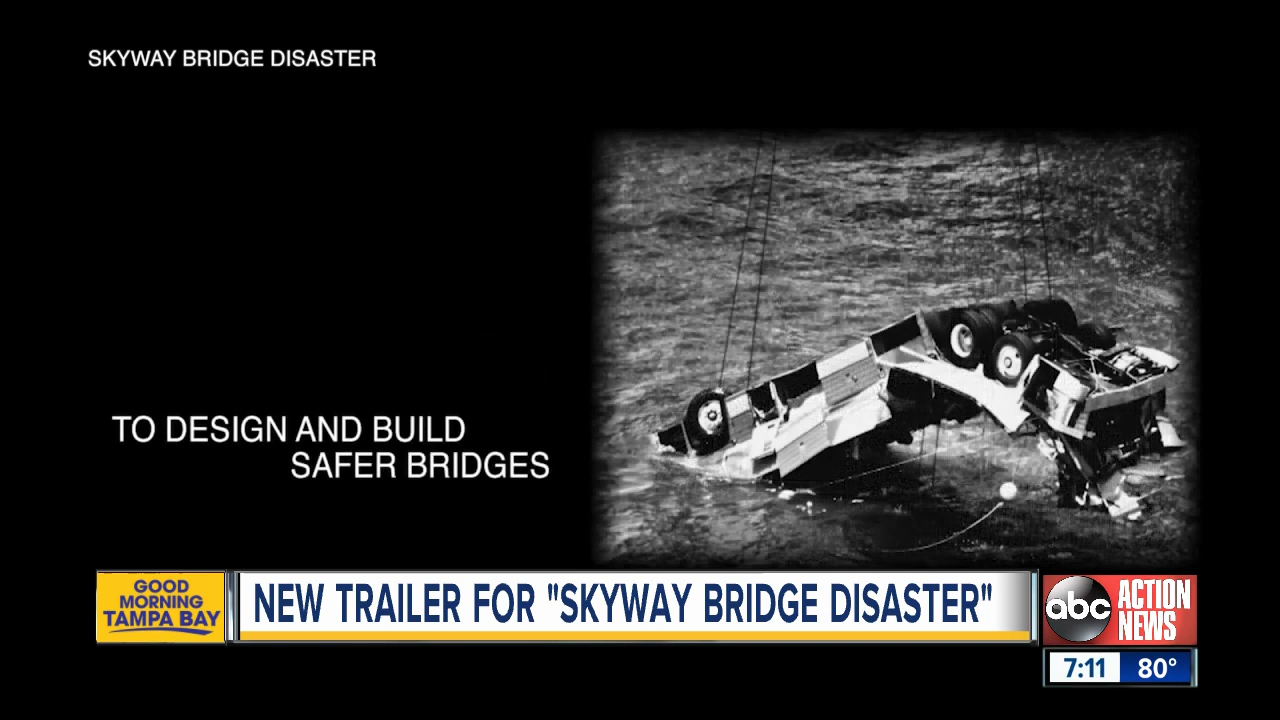 SKYWAY BRIDGE DISASTER
TO DESIGN AND BUILD
SAFER BRIDGES
GOOD
MORNING
TAMPA BAY
NEW TRAILER FOR "SKYWAY BRIDGE DISASTER"
abc
ACTION
NEWS
7:11
80°